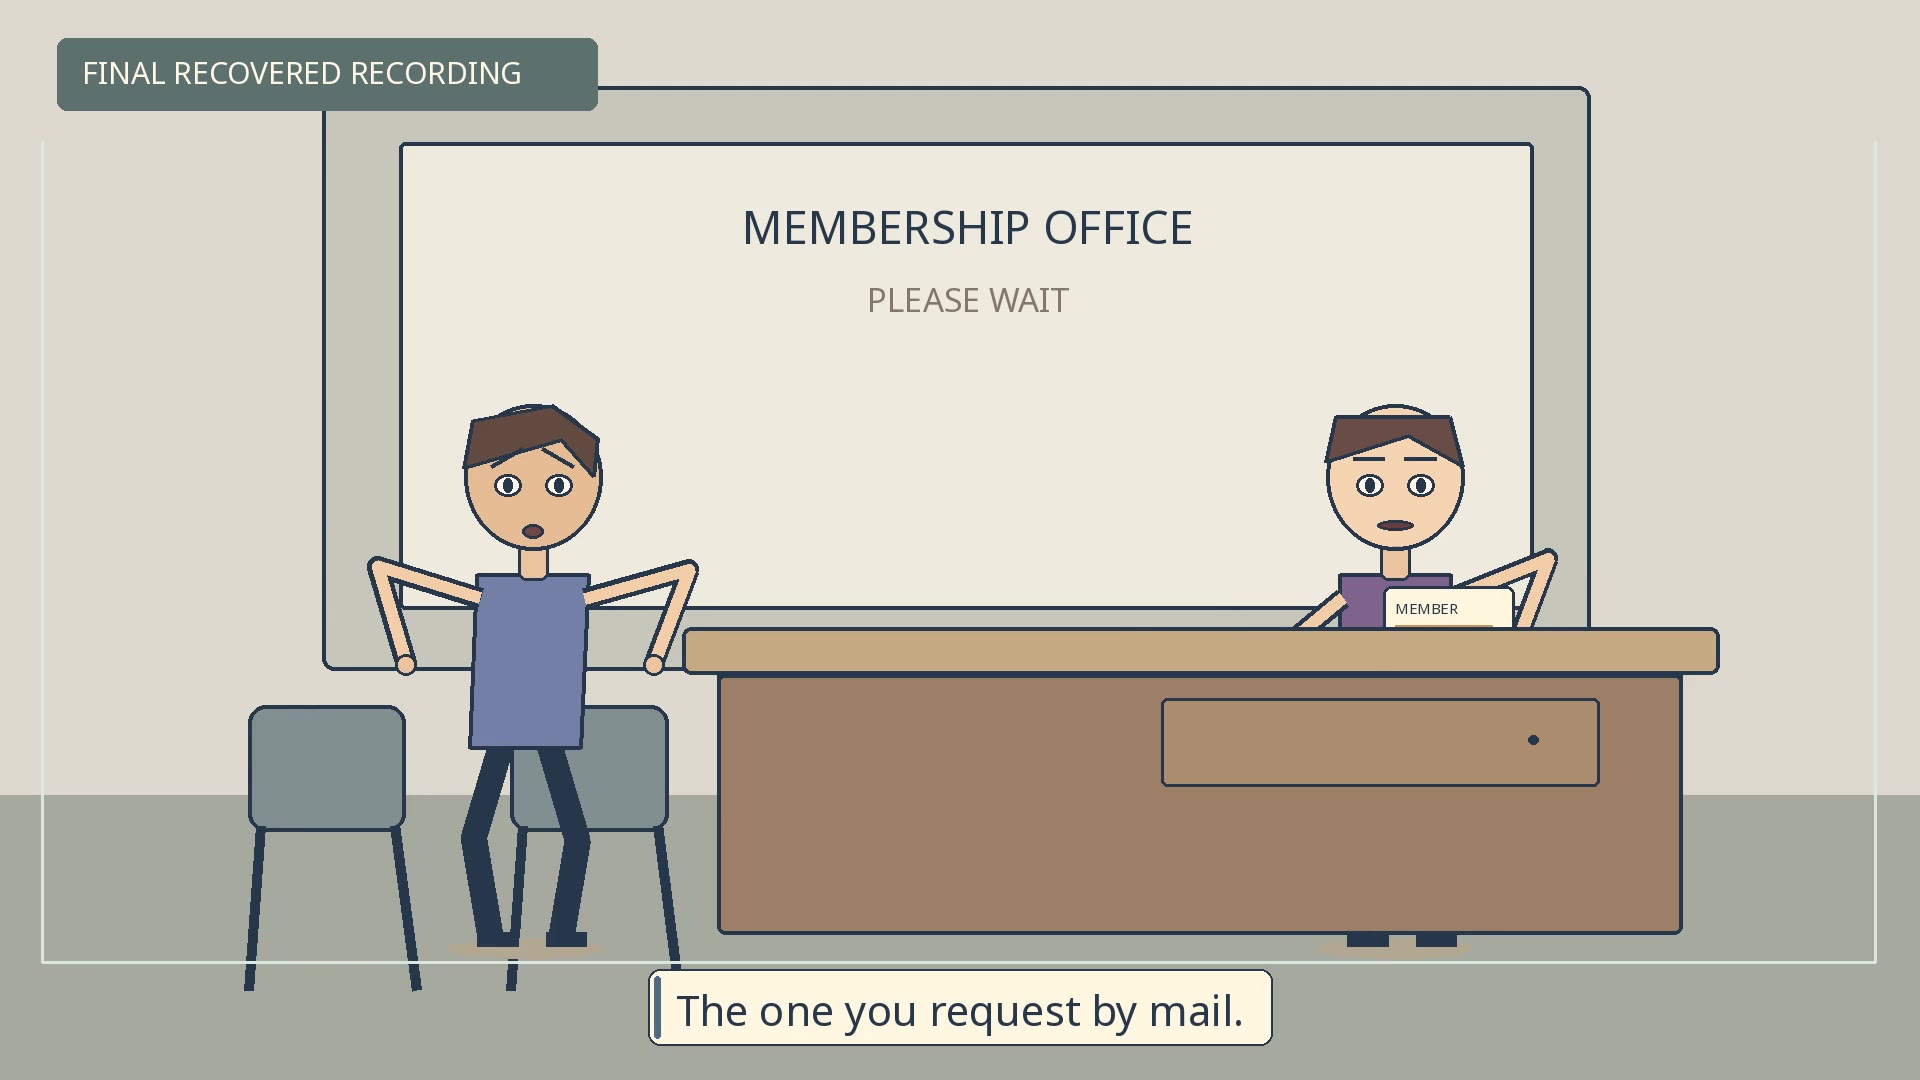 FINAL RECOVERED RECORDING
MEMBERSHIP OFFICE
PLEASE WAIT
MEMBER
The one you request by mail.